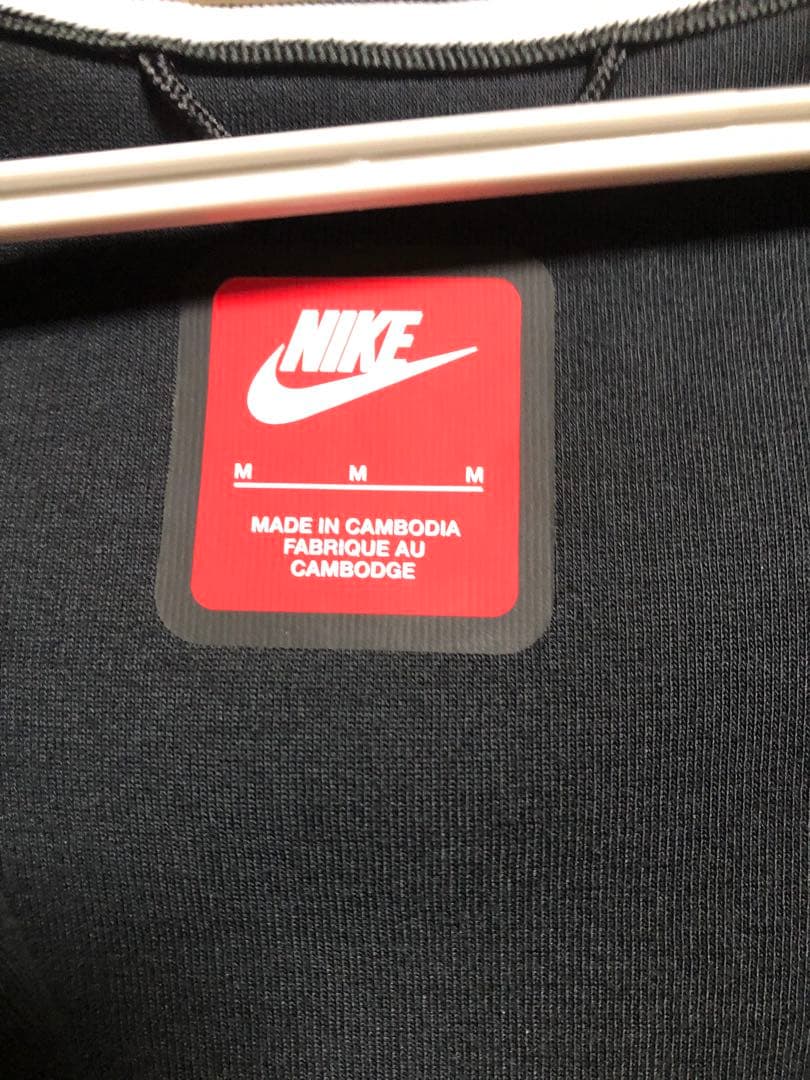 NIKE
M M M
MADE IN CAMBODIA
FABRIQUE AU
CAMBODGE